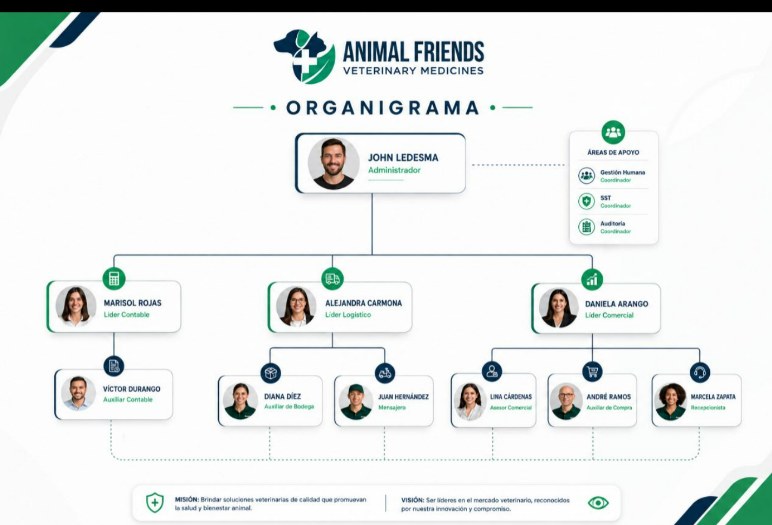 ANIMAL FRIENDS
VETERINARY MEDICINES
ORGANIGRAMA
JOHN LEDESMA
Administrador
ÁREAS DE APOYO
Gestión Humana
Coordinador
SST
Coordinador
Auditoría
Coordinador
MARISOL ROJAS
Líder Contable
ALEJANDRA CARMONA
Líder Logístico
DANIELA ARANGO
Líder Comercial
VÍCTOR DURANGO
Auxiliar Contable
DIANA DÍEZ
Auxiliar de Bodega
JUAN HERNÁNDEZ
Mensajero
LINA CÁRDENAS
Asesor Comercial
ANDRÉ RAMOS
Auxiliar de Compra
MARCELA ZAPATA
Recepcionista
MISIÓN: Brindar soluciones veterinarias de calidad que promuevan
la salud y bienestar animal.
VISIÓN: Ser líderes en el mercado veterinario, reconocidos
por nuestra innovación y compromiso.